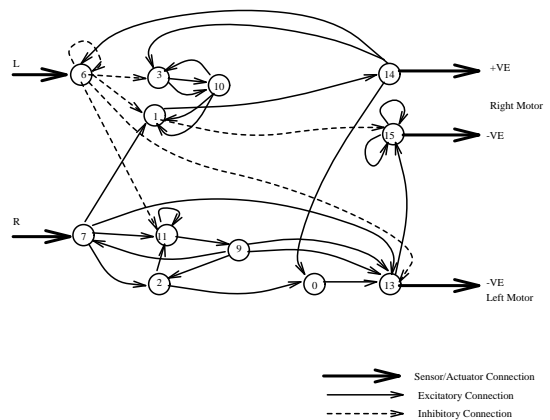 14
+VE
L
6
3
10
Right Motor
1
15
-VE
R
7
11
9
2
0
13
-VE
Left Motor
Sensor/Actuator Connection
Excitatory Connection
Inhibitory Connection